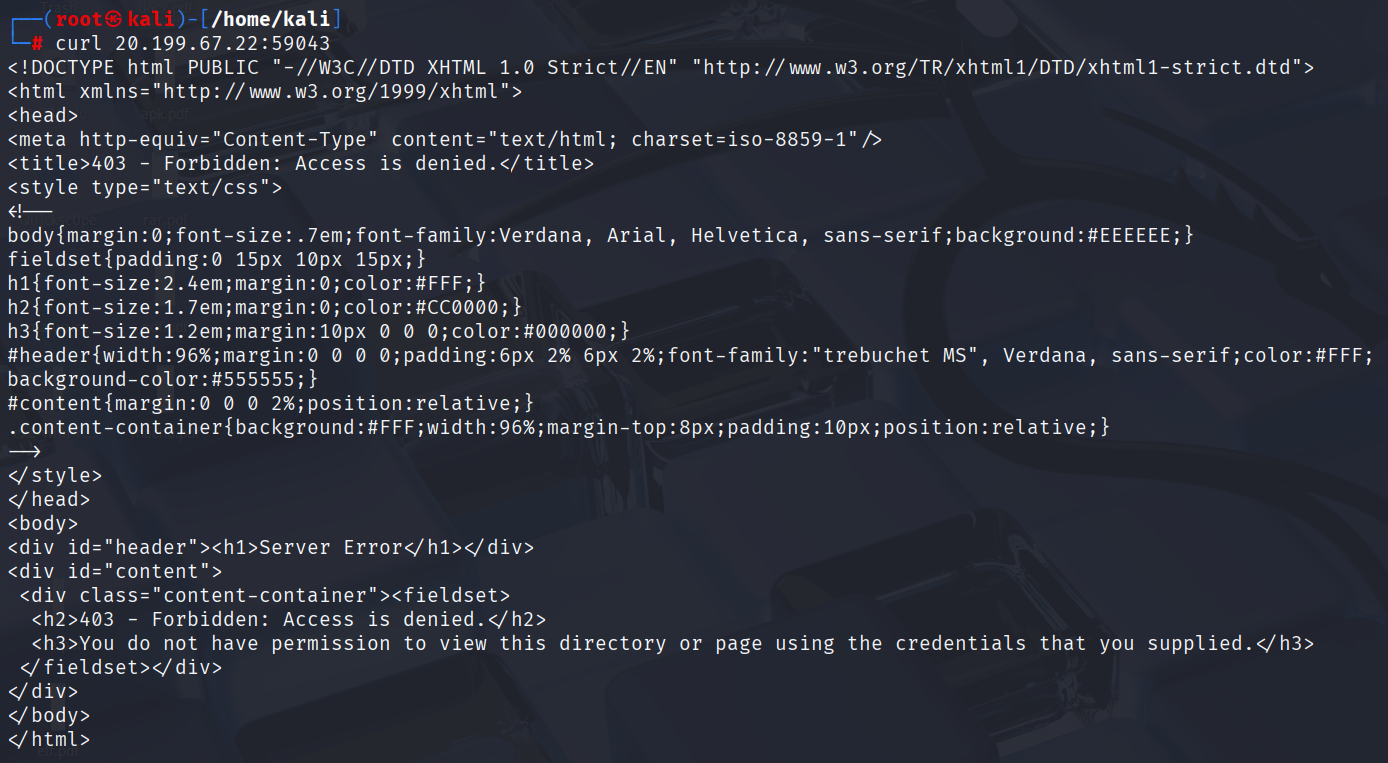 ┌──(root㉿kali)-[/home/kali]
└─# curl 20.199.67.22:59043
<!DOCTYPE html PUBLIC "-//W3C//DTD XHTML 1.0 Strict//EN" "http://www.w3.org/TR/xhtml1/DTD/xhtml1-strict.dtd">
<html xmlns="http://www.w3.org/1999/xhtml">
<head>
<meta http-equiv="Content-Type" content="text/html; charset=iso-8859-1"/>
<title>403 - Forbidden: Access is denied.</title>
<style type="text/css">
<!--
body{margin:0;font-size:.7em;font-family:Verdana, Arial, Helvetica, sans-serif;background:#EEEEEE;}
fieldset{padding:0 15px 10px 15px;}
h1{font-size:2.4em;margin:0;color:#FFF;}
h2{font-size:1.7em;margin:0;color:#CC0000;}
h3{font-size:1.2em;margin:10px 0 0 0;color:#000000;}
#header{width:96%;margin:0 0 0 0;padding:6px 2% 6px 2%;font-family:"trebuchet MS", Verdana, sans-serif;color:#FFF;
background-color:#555555;}
#content{margin:0 0 0 2%;position:relative;}
.content-container{background:#FFF;width:96%;margin-top:8px;padding:10px;position:relative;}
-->
</style>
</head>
<body>
<div id="header"><h1>Server Error</h1></div>
<div id="content">
 <div class="content-container"><fieldset>
  <h2>403 - Forbidden: Access is denied.</h2>
  <h3>You do not have permission to view this directory or page using the credentials that you supplied.</h3>
 </fieldset></div>
</div>
</body>
</html>